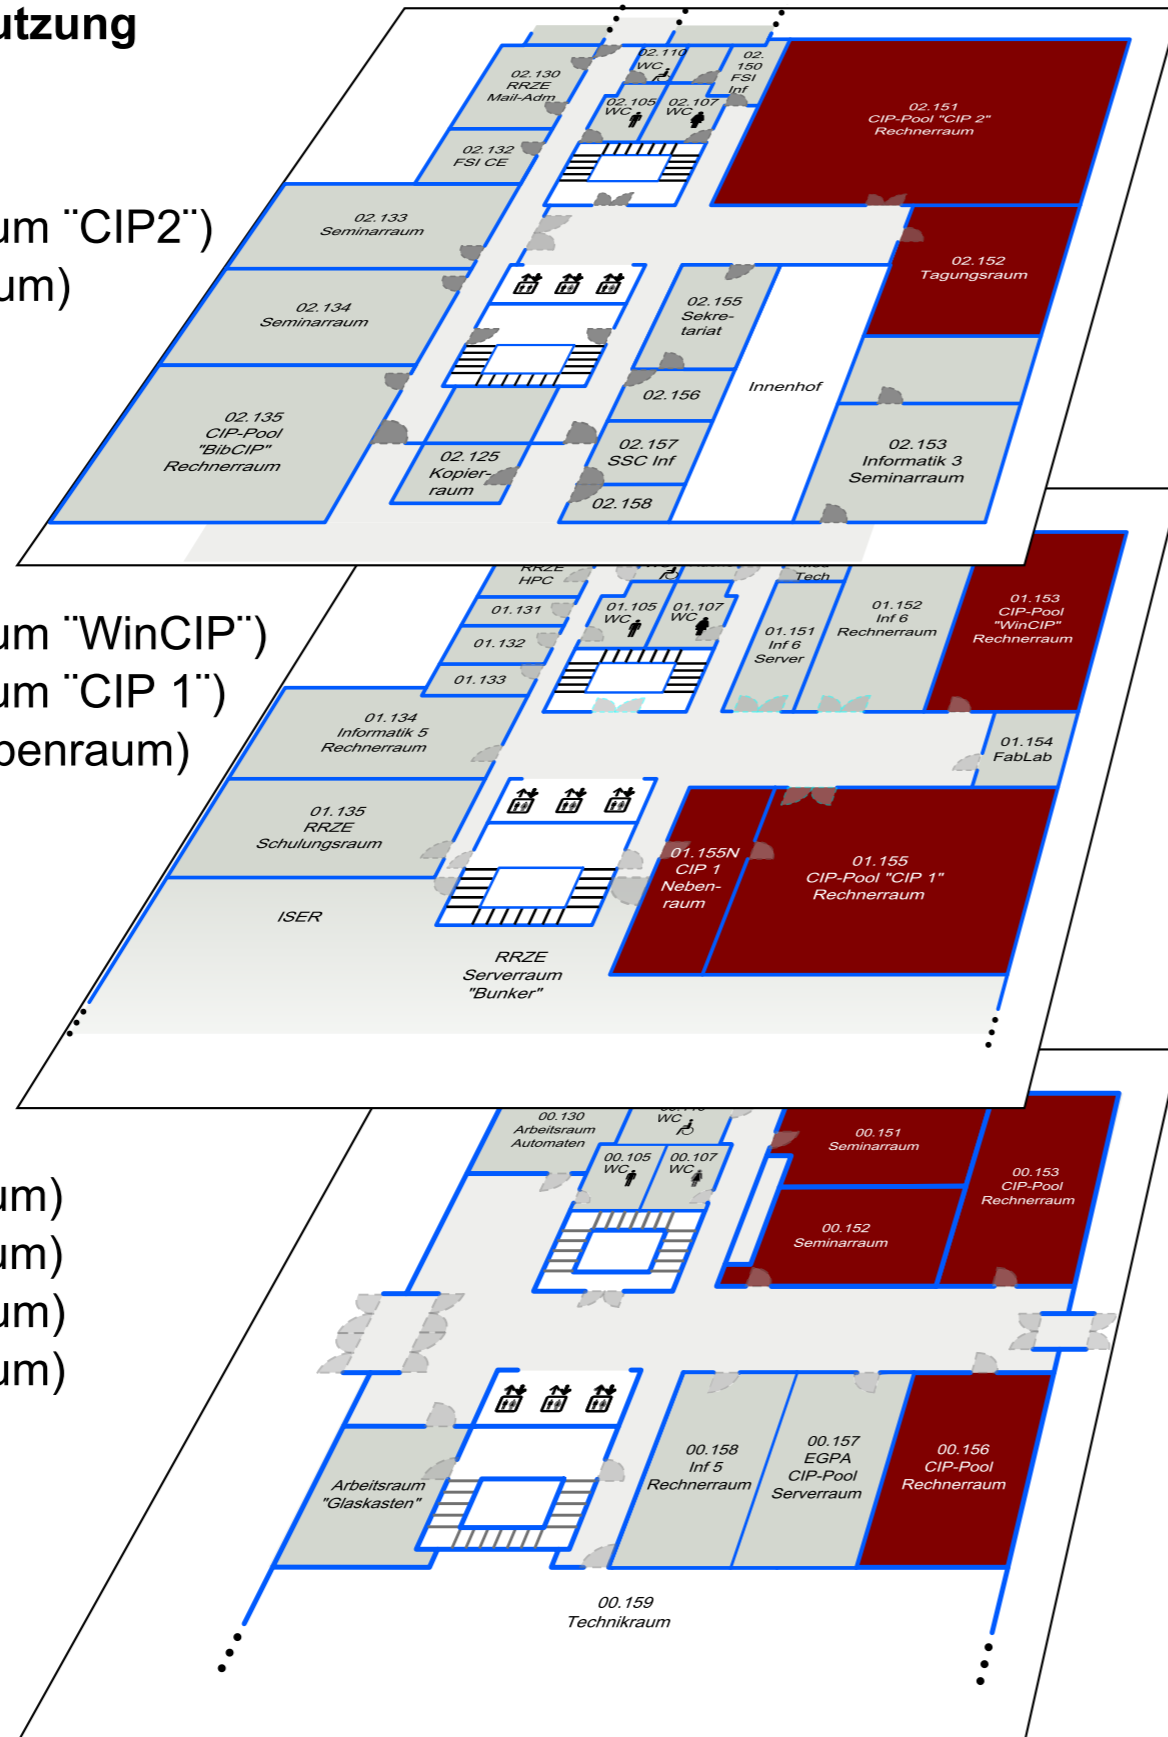 utzung
um ¨CIP2¨)
um)
02.130
RRZE
Mail-Adm
02.110
WC
02.
150
FSI
Inf
02.105
WC
02.107
WC
02.132
FSI CE
02.151
CIP-Pool "CIP 2"
Rechnerraum
02.133
Seminarraum
02.152
Tagungsraum
02.134
Seminarraum
02.155
Sekre-
tariat
Innenhof
02.156
02.135
CIP-Pool
"BibCIP"
Rechnerraum
02.125
Kopier-
raum
02.157
SSC Inf
02.158
02.153
Informatik 3
Seminarraum
um ¨WinCIP¨)
um ¨CIP 1¨)
benraum)
RRZE
HPC
WC
Tech
01.131
01.132
01.133
01.105
WC
01.107
WC
01.151
Inf 6
Server
01.152
Inf 6
Rechnerraum
01.153
CIP-Pool
"WinCIP"
Rechnerraum
01.134
Informatik 5
Rechnerraum
01.154
FabLab
01.135
RRZE
Schulungsraum
01.155N
CIP 1
Neben-
raum
01.155
CIP-Pool "CIP 1"
Rechnerraum
ISER
RRZE
Serverraum
"Bunker"
um)
um)
um)
um)
00.130
Arbeitsraum
Automaten
WC
00.105
WC
00.107
WC
00.151
Seminarraum
00.152
Seminarraum
00.153
CIP-Pool
Rechnerraum
Arbeitsraum
"Glaskasten"
00.158
Inf 5
Rechnerraum
00.157
EGPA
CIP-Pool
Serverraum
00.156
CIP-Pool
Rechnerraum
00.159
Technikraum